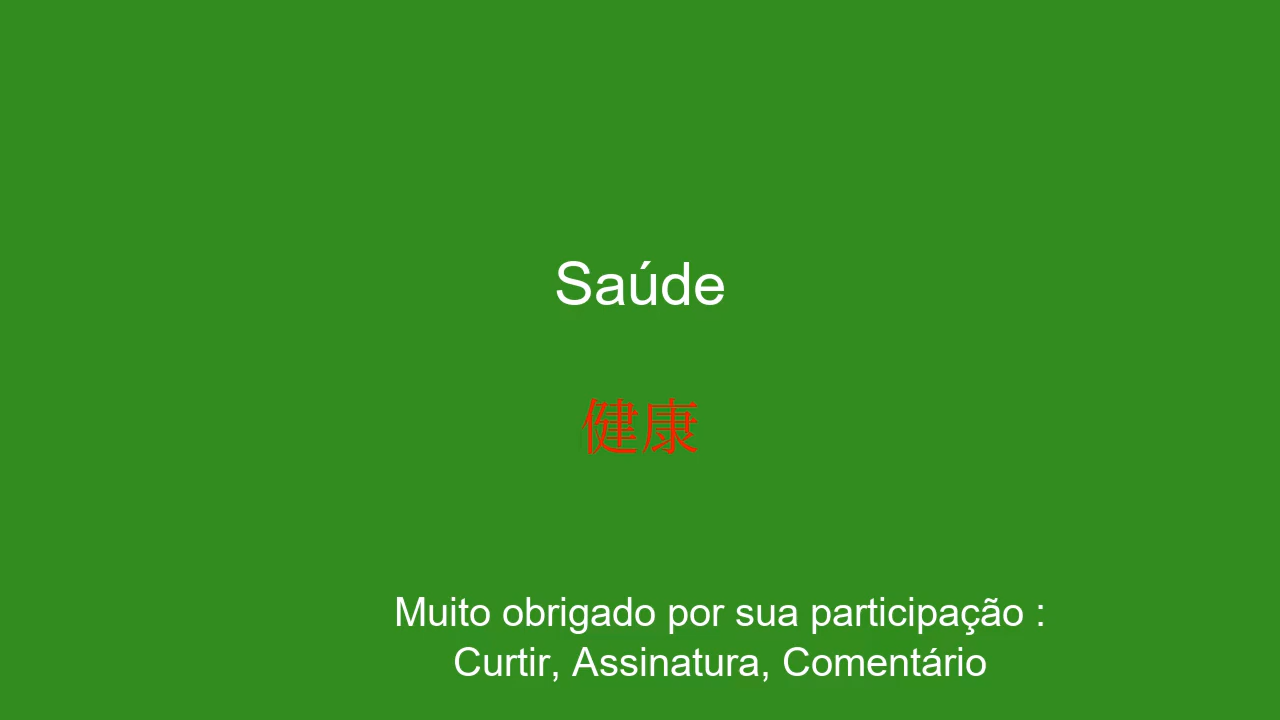 Saúde
健康
Muito obrigado por sua participação :
Curtir, Assinatura, Comentário